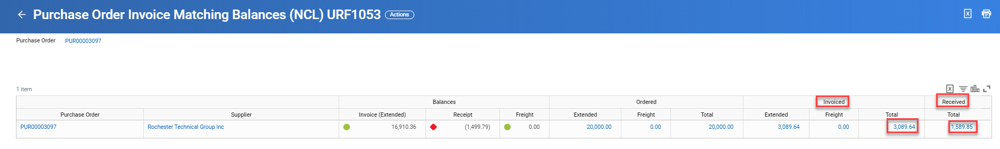 Purchase Order Invoice Matching Balances (NCL) URF1053 Actions
Purchase Order PUR00003097
1 item
Balances Ordered Invoiced Received
Purchase Order Supplier Invoice (Extended) Receipt Freight Extended Freight Total Extended Freight Total Total
PUR00003097 Rochester Technical Group Inc 16,910.36 (1,499.79) 0.00 20,000.00 0.00 20,000.00 3,089.64 0.00 3,089.64 1,589.85